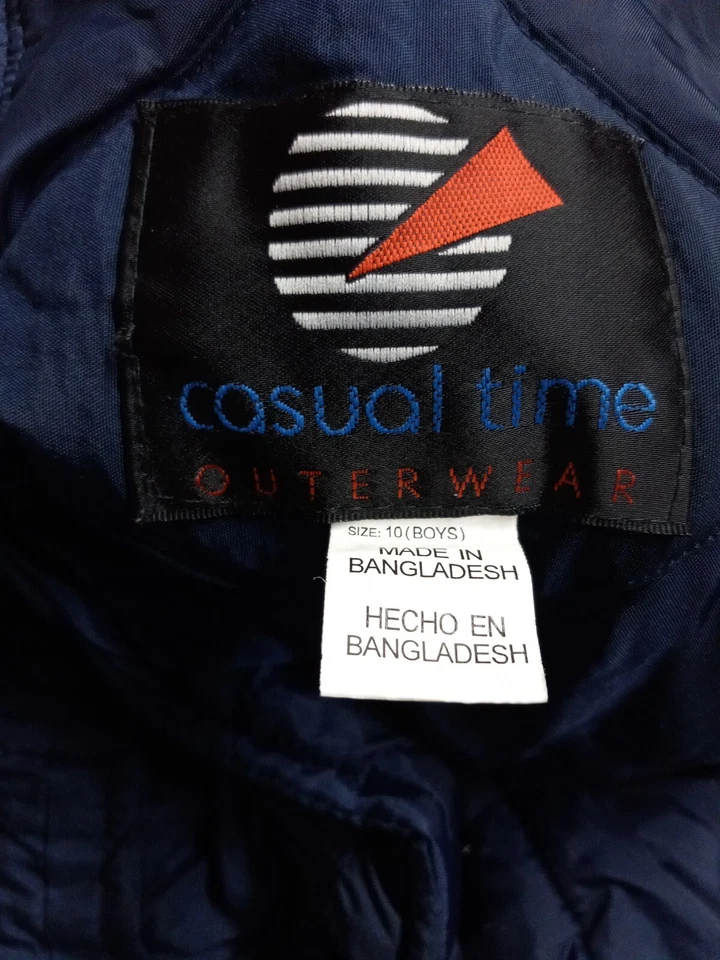 casual time
OUTERWEAR
SIZE: 10 (BOYS)
MADE IN
BANGLADESH
HECHO EN
BANGLADESH